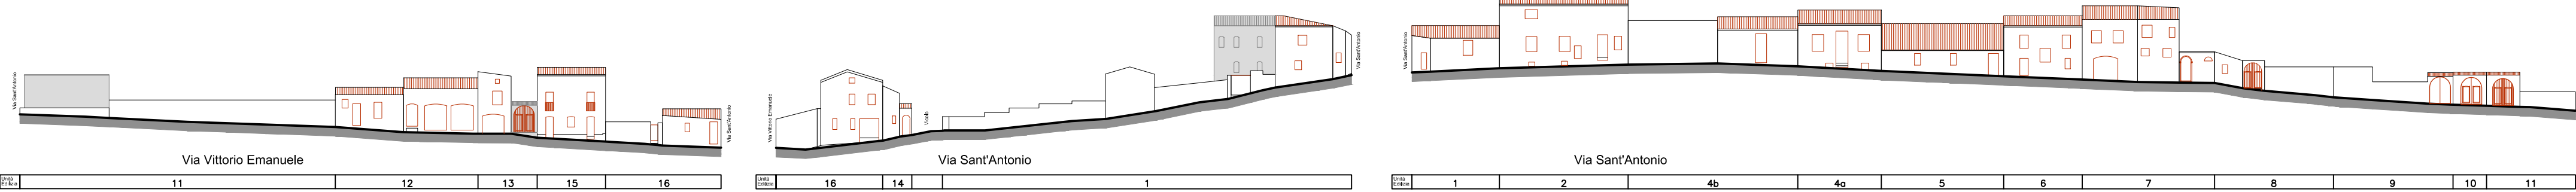 Via Sant'Antonio
Via Sant'Antonio
Via Vittorio Emanuele
Unità
Edilizia
11 12 13 15 16
Via Vittorio Emanuele
Vicolo
Via Sant'Antonio
Via Sant'Antonio
Unità
Edilizie
16 14 1
Via Sant'Antonio
Via Sant'Antonio
Unità
Edilizie
1 2 4b 4a 5 6 7 8 9 10 11